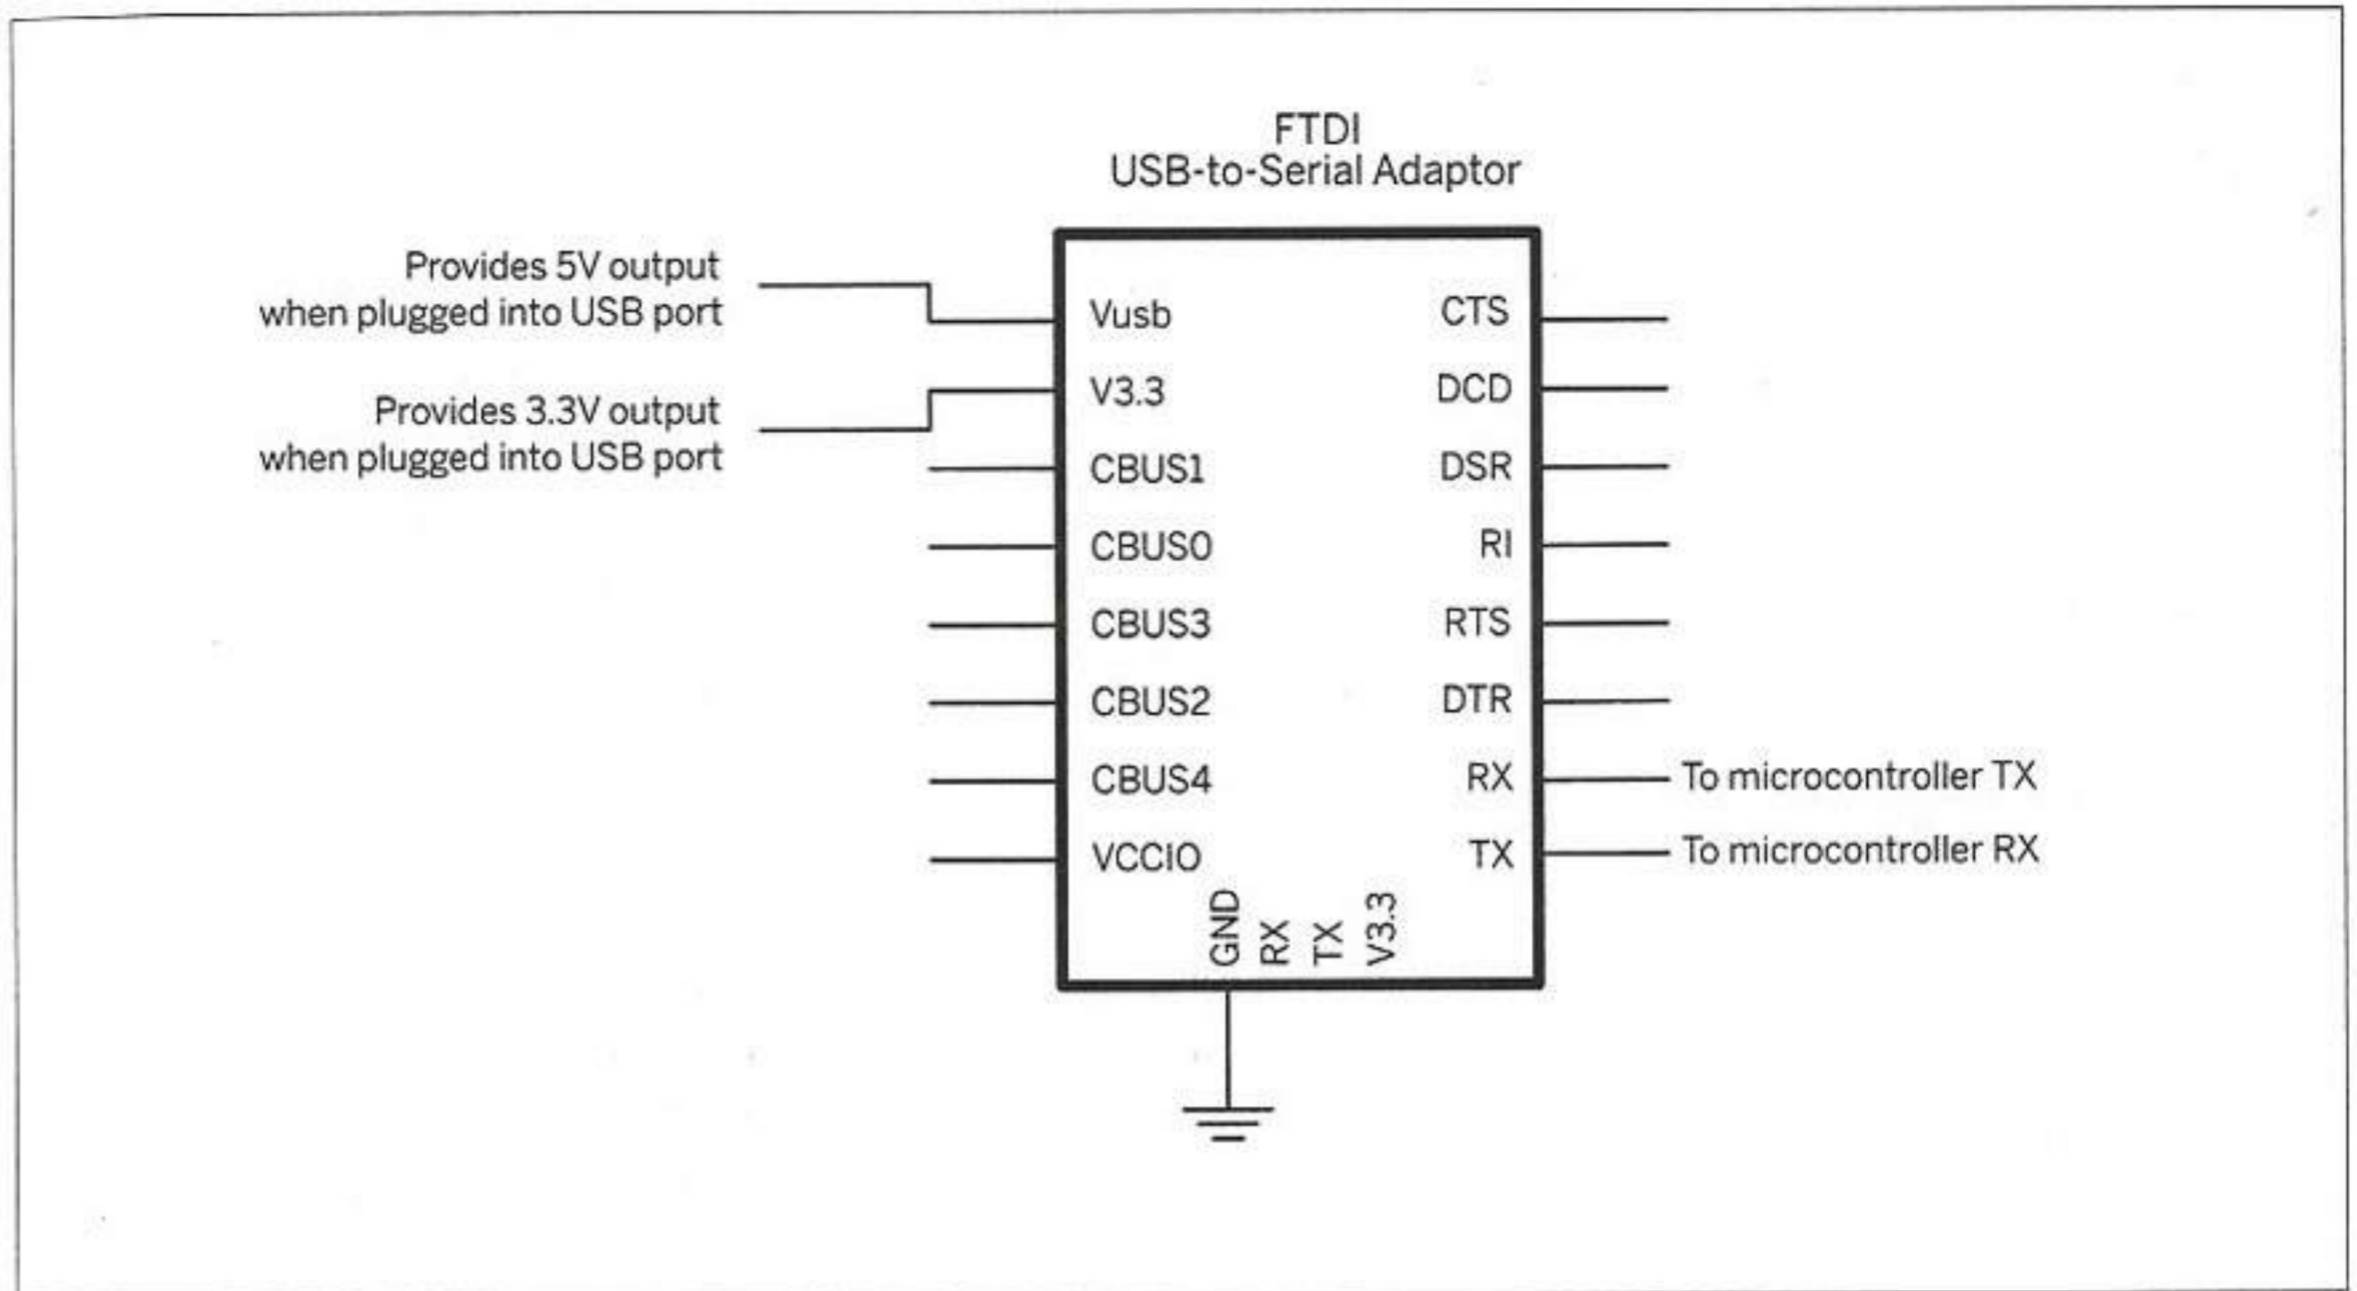 FTDI
USB-to-Serial Adaptor
Provides 5V output
when plugged into USB port
Provides 3.3V output
when plugged into USB port
Vusb
V3.3
CBUS1
CBUS0
CBUS3
CBUS2
CBUS4
VCCIO
CTS
DCD
DSR
RI
RTS
DTR
RX
TX
To microcontroller TX
To microcontroller RX
GND
RX
TX
V3.3